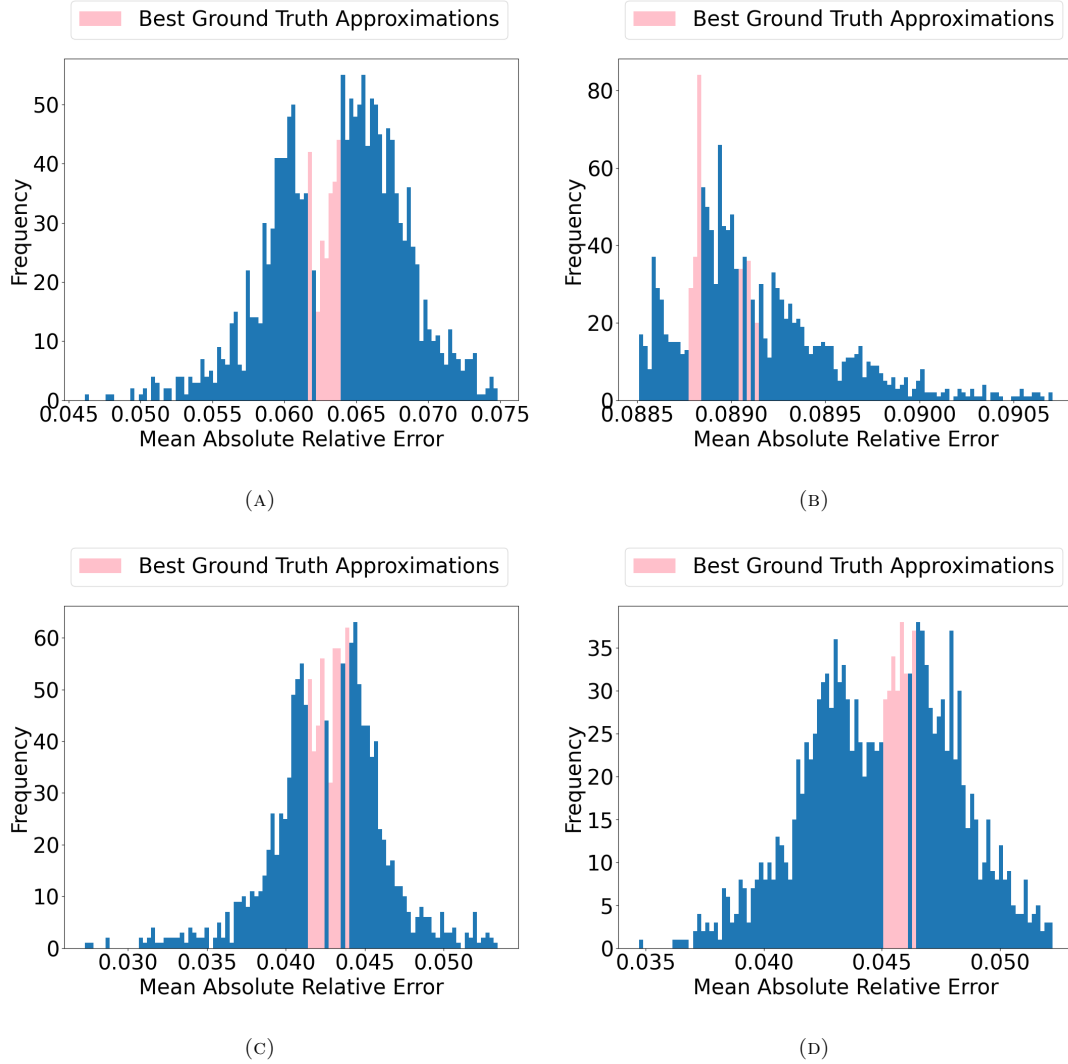 Best Ground Truth Approximations
Frequency
50
40
30
20
10
0
0.045 0.050 0.055 0.060 0.065 0.070 0.075
Mean Absolute Relative Error
(A)
Best Ground Truth Approximations
Frequency
80
60
40
20
0
0.0885 0.0890 0.0895 0.0900 0.0905
Mean Absolute Relative Error
(B)
Best Ground Truth Approximations
Frequency
60
50
40
30
20
10
0
0.030 0.035 0.040 0.045 0.050
Mean Absolute Relative Error
(C)
Best Ground Truth Approximations
Frequency
35
30
25
20
15
10
5
0
0.035 0.040 0.045 0.050
Mean Absolute Relative Error
(D)